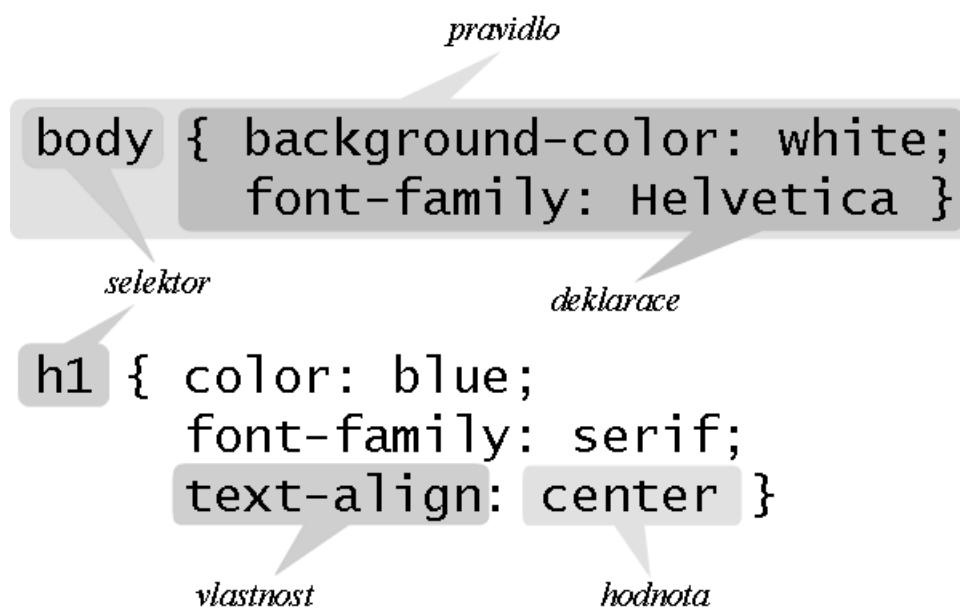 pravidlo
body { background-color: white;
font-family: Helvetica }
selektor
deklarace
h1 { color: blue;
font-family: serif;
text-align: center }
vlastnost
hodnota